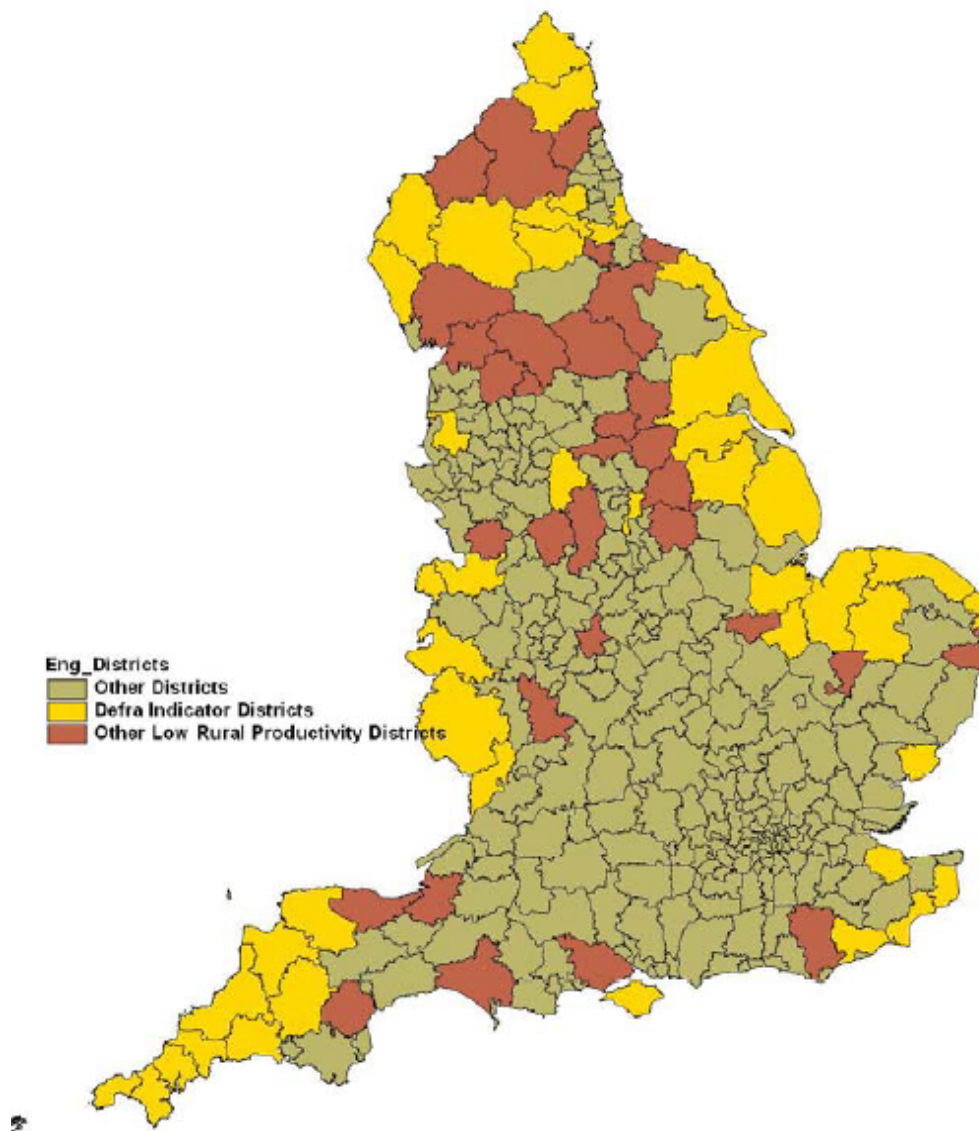 Eng_Districts
Other Districts
Defra Indicator Districts
Other Low Rural Productivity Districts